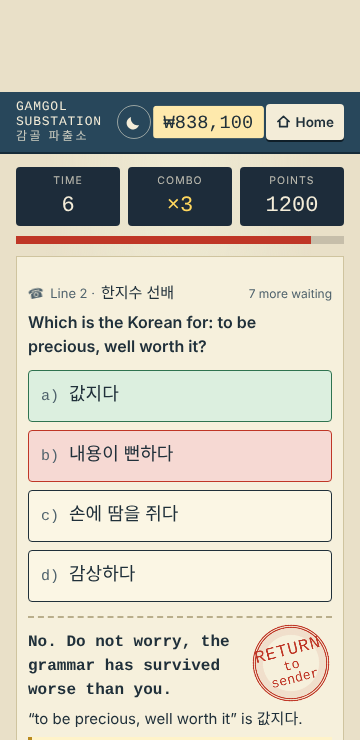 GAMGOL
SUBSTATION
감골 파출소
₩838,100
Home
TIME
6
COMBO
×3
POINTS
1200
☎ Line 2 · 한지수 선배
7 more waiting
Which is the Korean for: to be
precious, well worth it?
a) 값지다
b) 내용이 뻔하다
c) 손에 땀을 쥐다
d) 감상하다
No. Do not worry, the
grammar has survived
worse than you.
RETURN
to
sender
“to be precious, well worth it” is 값지다.